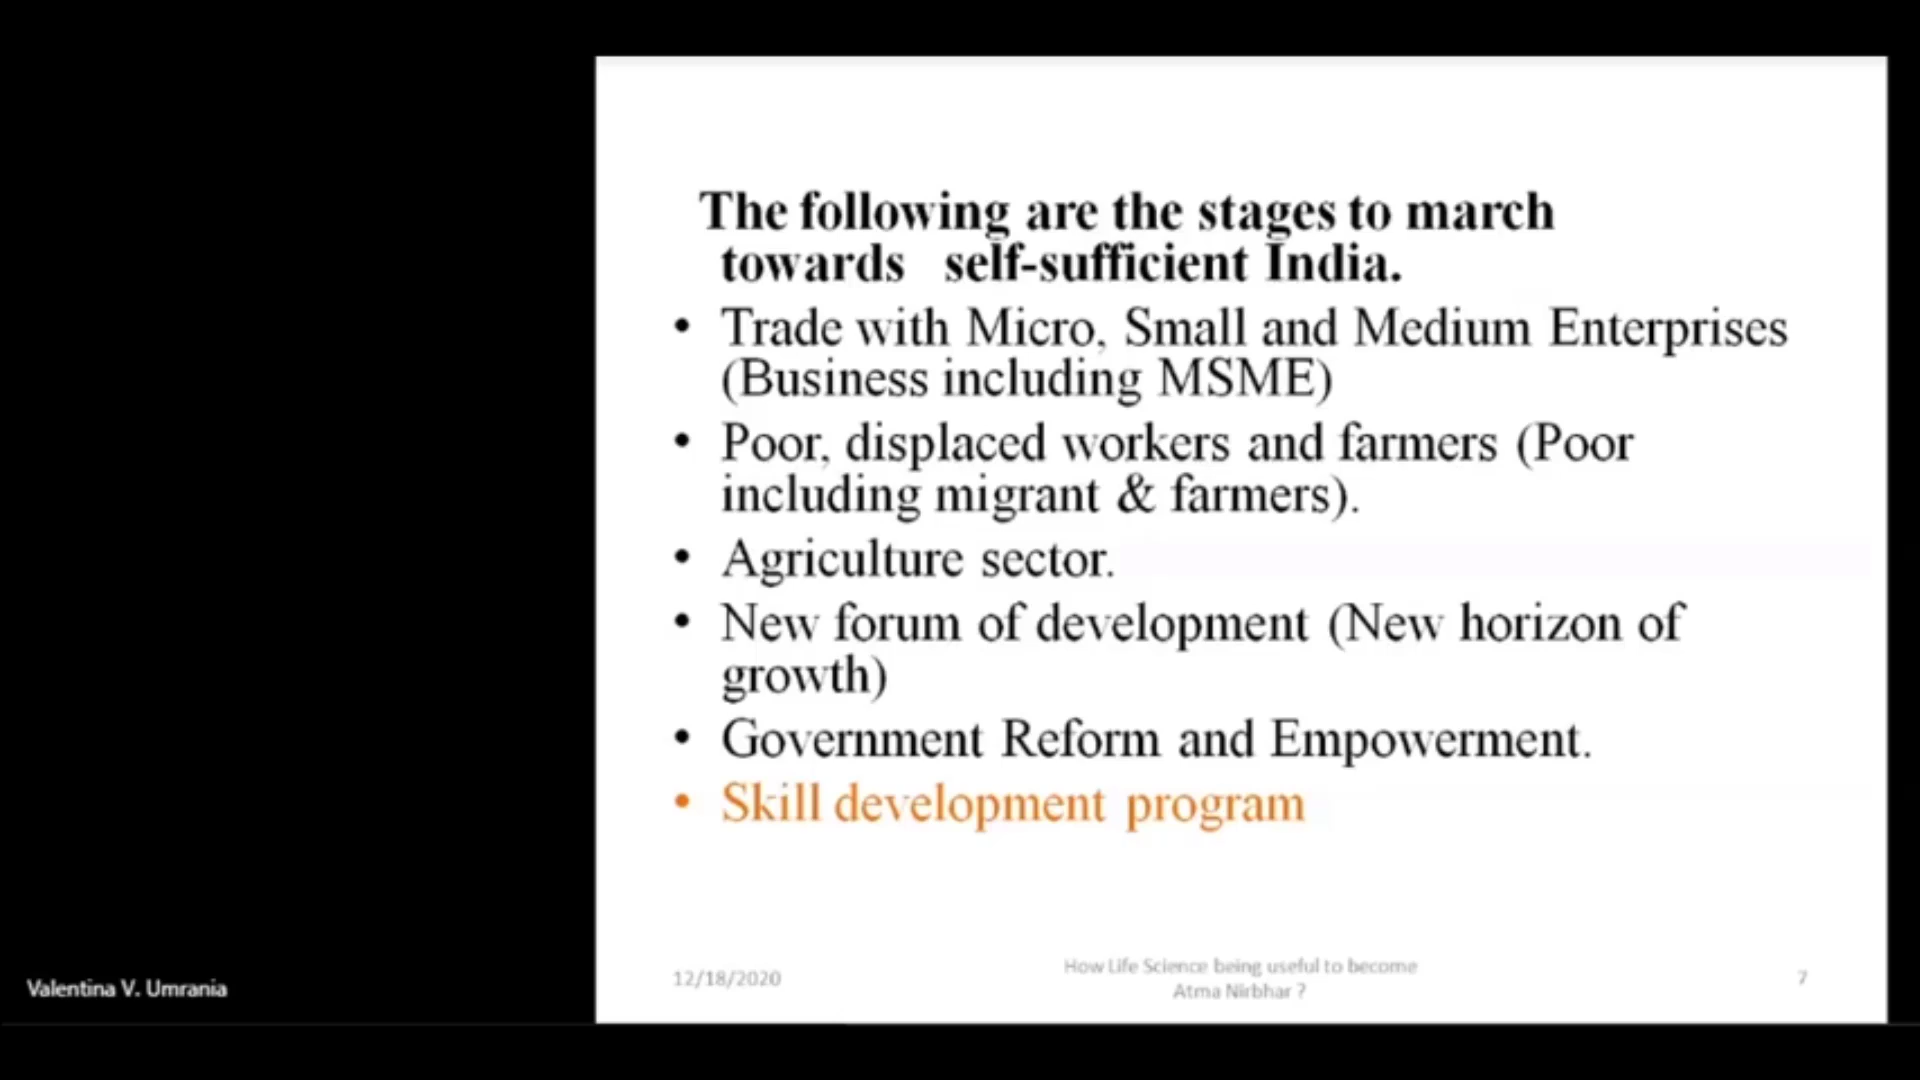 The following are the stages to march
towards self-sufficient India.
• Trade with Micro, Small and Medium Enterprises
(Business including MSME)
• Poor, displaced workers and farmers (Poor
including migrant & farmers).
• Agriculture sector.
• New forum of development (New horizon of
growth)
• Government Reform and Empowerment.
• Skill development program
12/18/2020
How Life Science being useful to become
Atma Nirbhar ?
7
Valentina V. Umrania